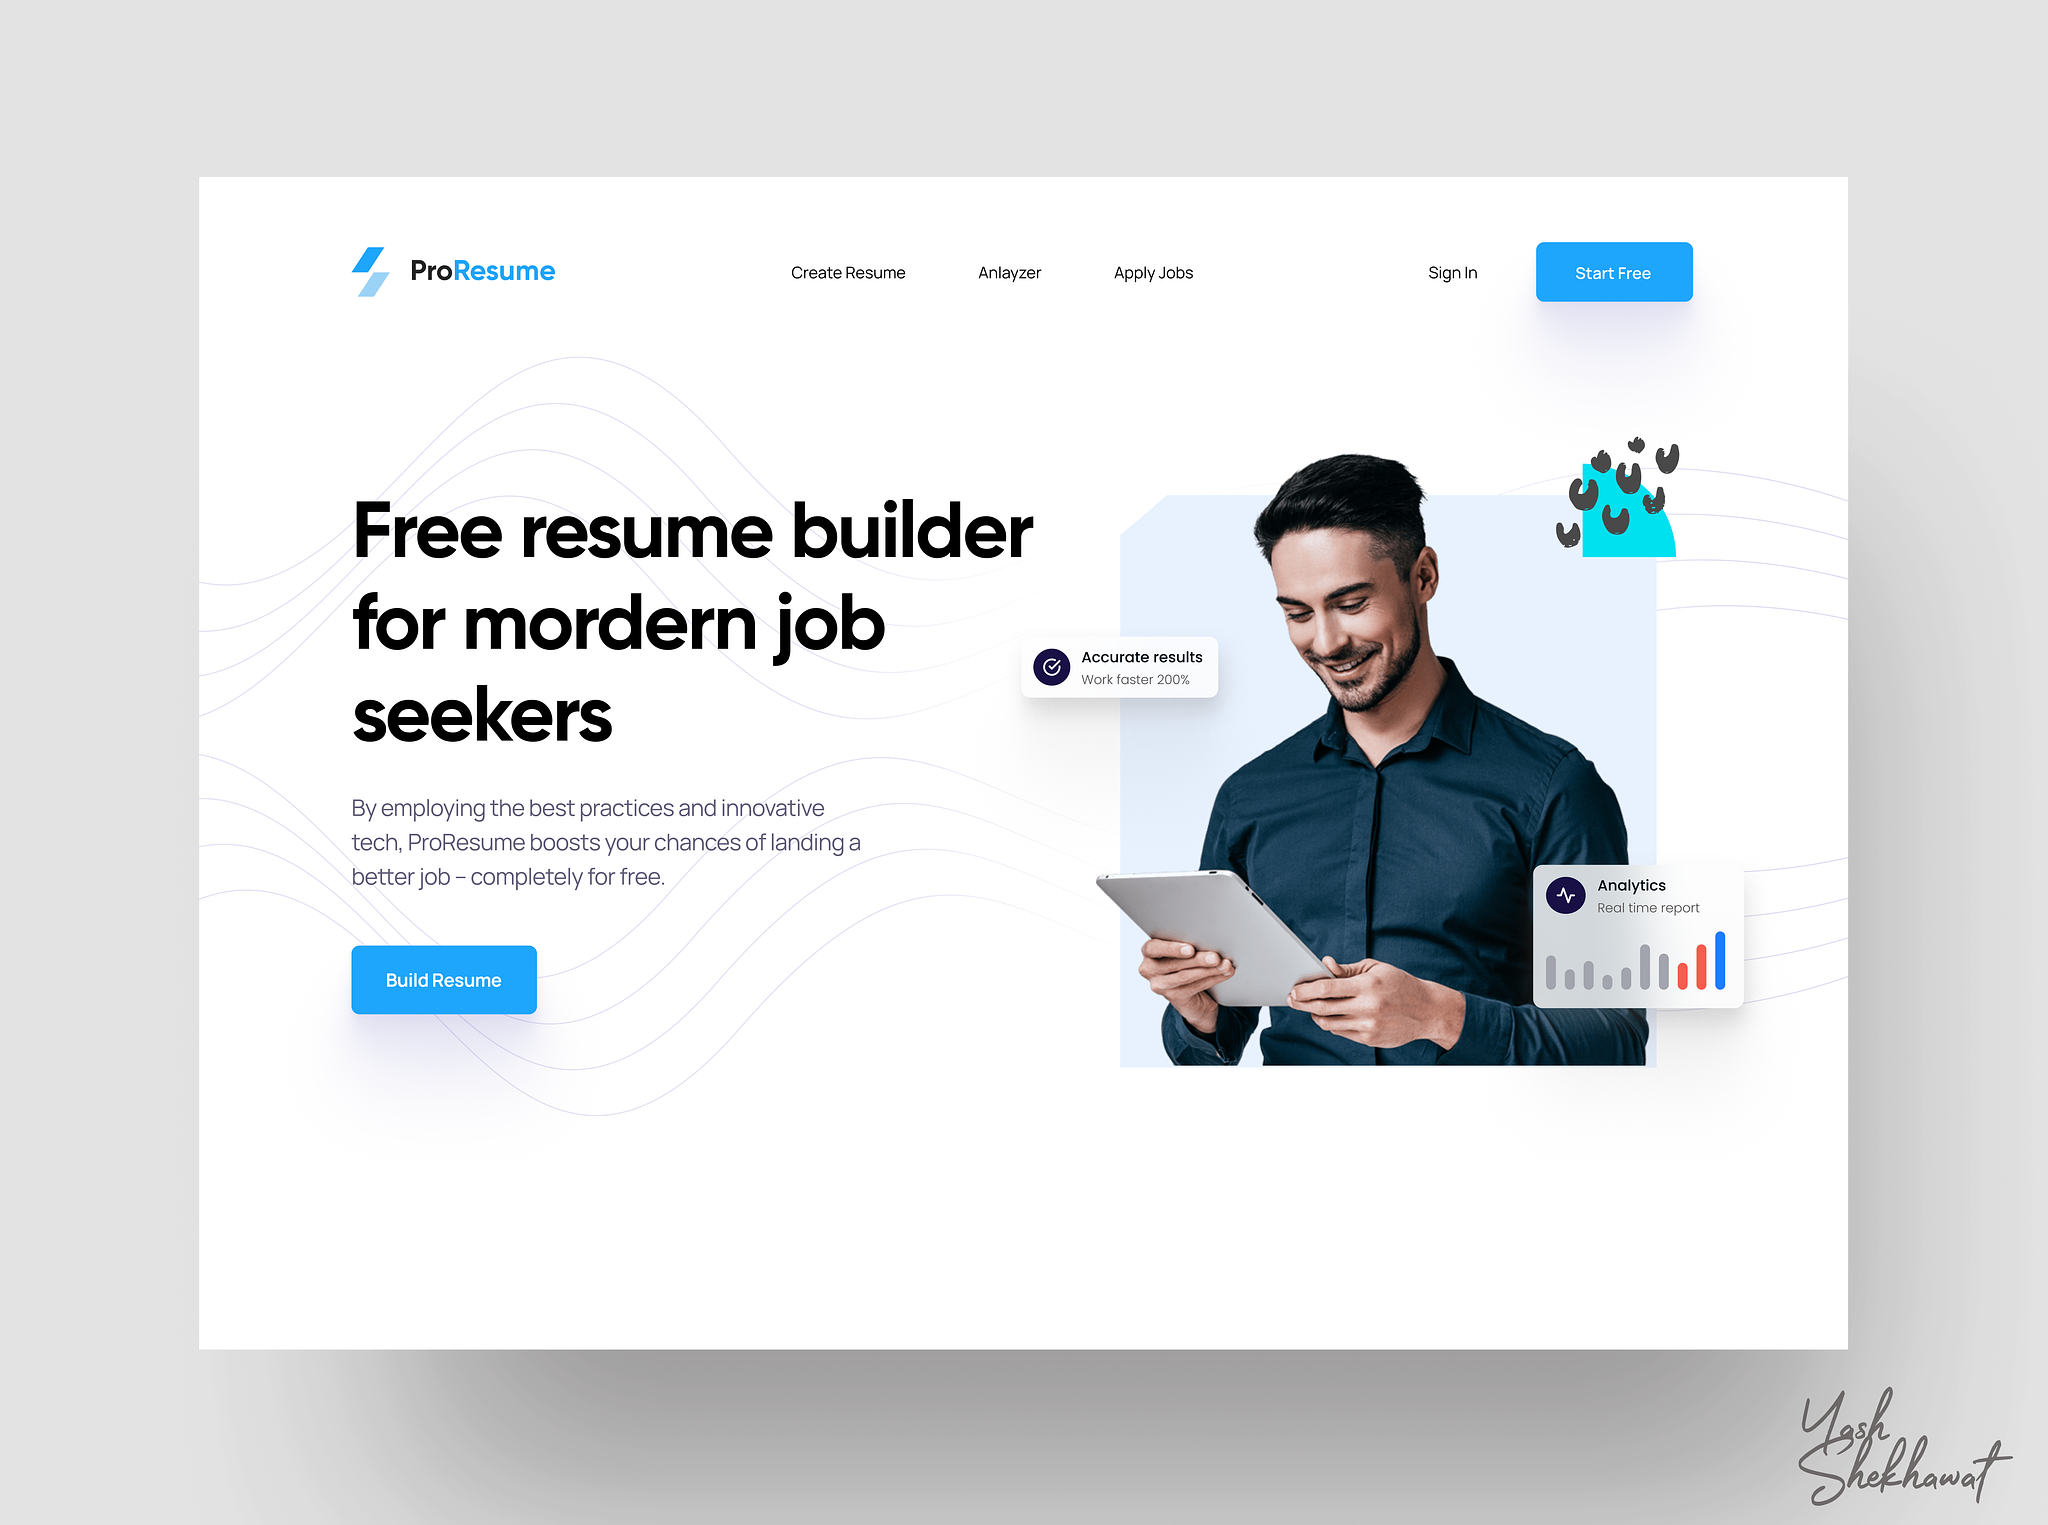 ProResume
Create Resume
Anlayzer
Apply Jobs
Sign In
Start Free
Free resume builder
for mordern job
seekers
By employing the best practices and innovative
tech, ProResume boosts your chances of landing a
better job – completely for free.
Build Resume
Accurate results
Work faster 200%
Analytics
Real time report
Yash
Shekhawat